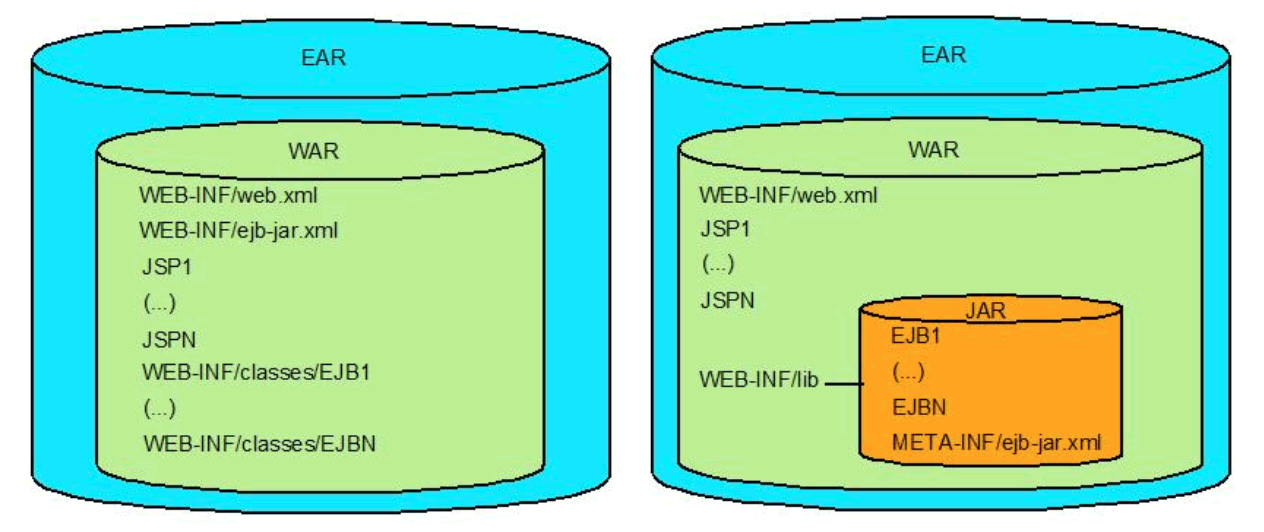 EAR
WAR
WEB-INF/web.xml
WEB-INF/ejb-jar.xml
JSP1
(...)
JSPN
WEB-INF/classes/EJB1
(...)
WEB-INF/classes/EJBN
EAR
WAR
WEB-INF/web.xml
JSP1
(...)
JSPN
WEB-INF/lib
JAR
EJB1
(...)
EJBN
META-INF/ejb-jar.xml